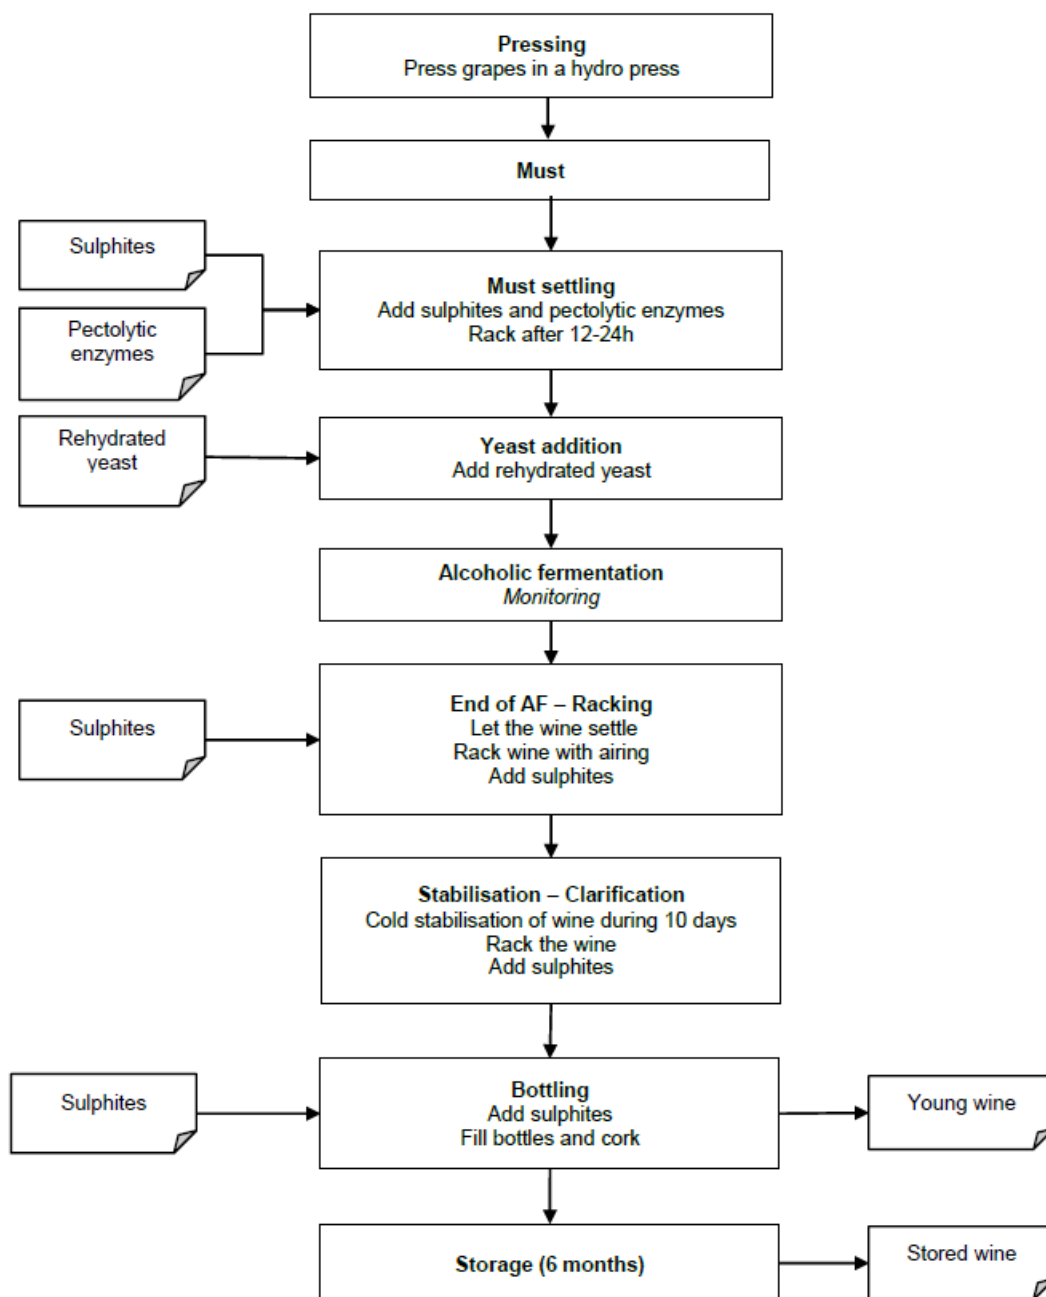 Pressing
Press grapes in a hydro press
Must
Sulphites
Pectolytic
enzymes
Must settling
Add sulphites and pectolytic enzymes
Rack after 12-24h
Rehydrated
yeast
Yeast addition
Add rehydrated yeast
Alcoholic fermentation
Monitoring
Sulphites
End of AF – Racking
Let the wine settle
Rack wine with airing
Add sulphites
Stabilisation – Clarification
Cold stabilisation of wine during 10 days
Rack the wine
Add sulphites
Sulphites
Bottling
Add sulphites
Fill bottles and cork
Young wine
Storage (6 months)
Stored wine